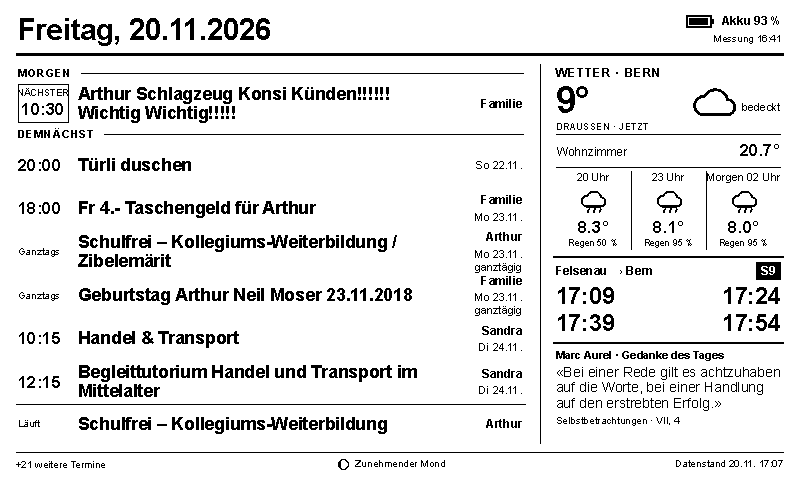 Freitag, 20.11.2026
Akku 93 %
Messung 16:41
MORGEN
NÄCHSTER
10:30
Arthur Schlagzeug Konsi Künden!!!!!!
Wichtig Wichtig!!!!!
Familie
DEMNÄCHST
20:00 Türli duschen So 22.11.
18:00 Fr 4.- Taschengeld für Arthur
Familie
Mo 23.11.
Ganztags
Schulfrei – Kollegiums-Weiterbildung /
Zibelemärit
Arthur
Mo 23.11.
ganztägig
Ganztags Geburtstag Arthur Neil Moser 23.11.2018
Familie
Mo 23.11.
ganztägig
10:15 Handel & Transport
Sandra
Di 24.11.
12:15
Begleittutorium Handel und Transport im
Mittelalter
Sandra
Di 24.11.
Läuft Schulfrei – Kollegiums-Weiterbildung Arthur
WETTER · BERN
9°
bedeckt
DRAUSSEN · JETZT
Wohnzimmer 20.7°
20 Uhr 23 Uhr Morgen 02 Uhr
8.3° 8.1° 8.0°
Regen 50 % Regen 95 % Regen 95 %
Felsenau › Bern S9
17:09 17:24
17:39 17:54
Marc Aurel · Gedanke des Tages
«Bei einer Rede gilt es achtzuhaben
auf die Worte, bei einer Handlung
auf den erstrebten Erfolg.»
Selbstbetrachtungen · VII, 4
+21 weitere Termine Zunehmender Mond Datenstand 20.11. 17:07